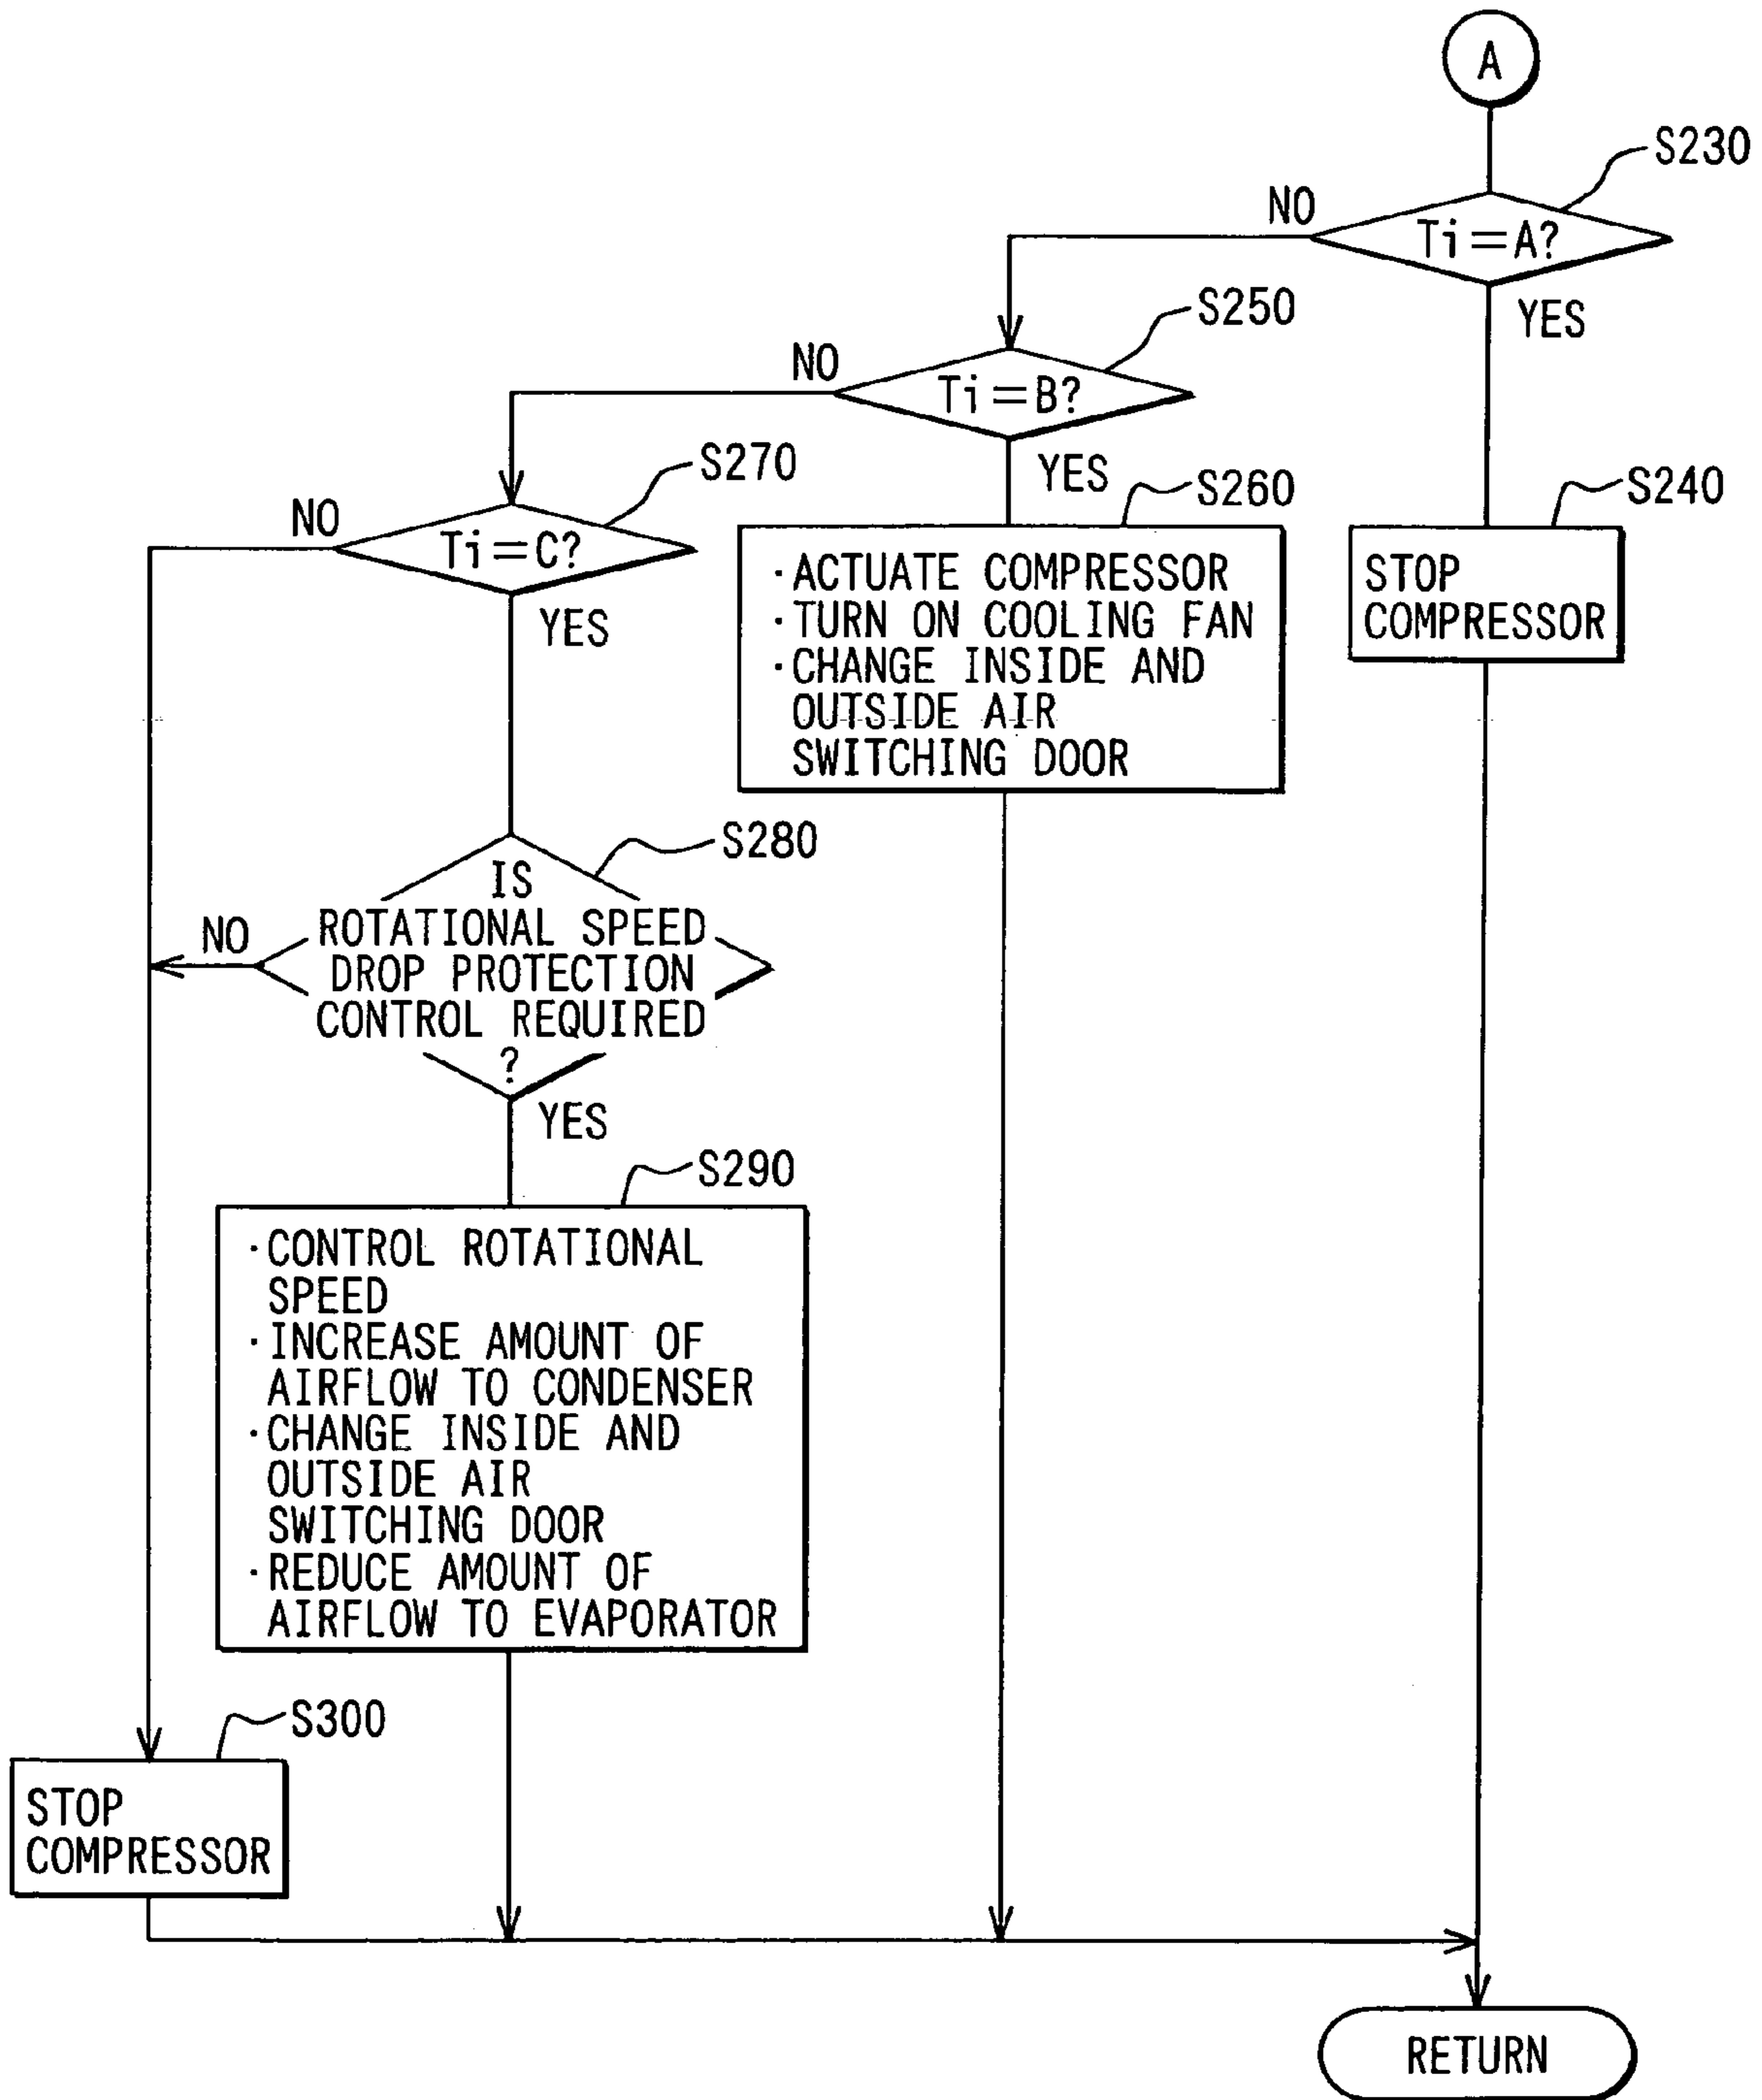 A
S230
NO
Ti=A?
YES
S250
NO
Ti=B?
YES
S270
NO
Ti=C?
YES
S260
·ACTUATE COMPRESSOR
·TURN ON COOLING FAN
·CHANGE INSIDE AND
OUTSIDE AIR
SWITCHING DOOR
S240
STOP
COMPRESSOR
S280
IS
ROTATIONAL SPEED
DROP PROTECTION
CONTROL REQUIRED
?
NO
YES
S290
·CONTROL ROTATIONAL
SPEED
·INCREASE AMOUNT OF
AIRFLOW TO CONDENSER
·CHANGE INSIDE AND
OUTSIDE AIR
SWITCHING DOOR
·REDUCE AMOUNT OF
AIRFLOW TO EVAPORATOR
S300
STOP
COMPRESSOR
RETURN